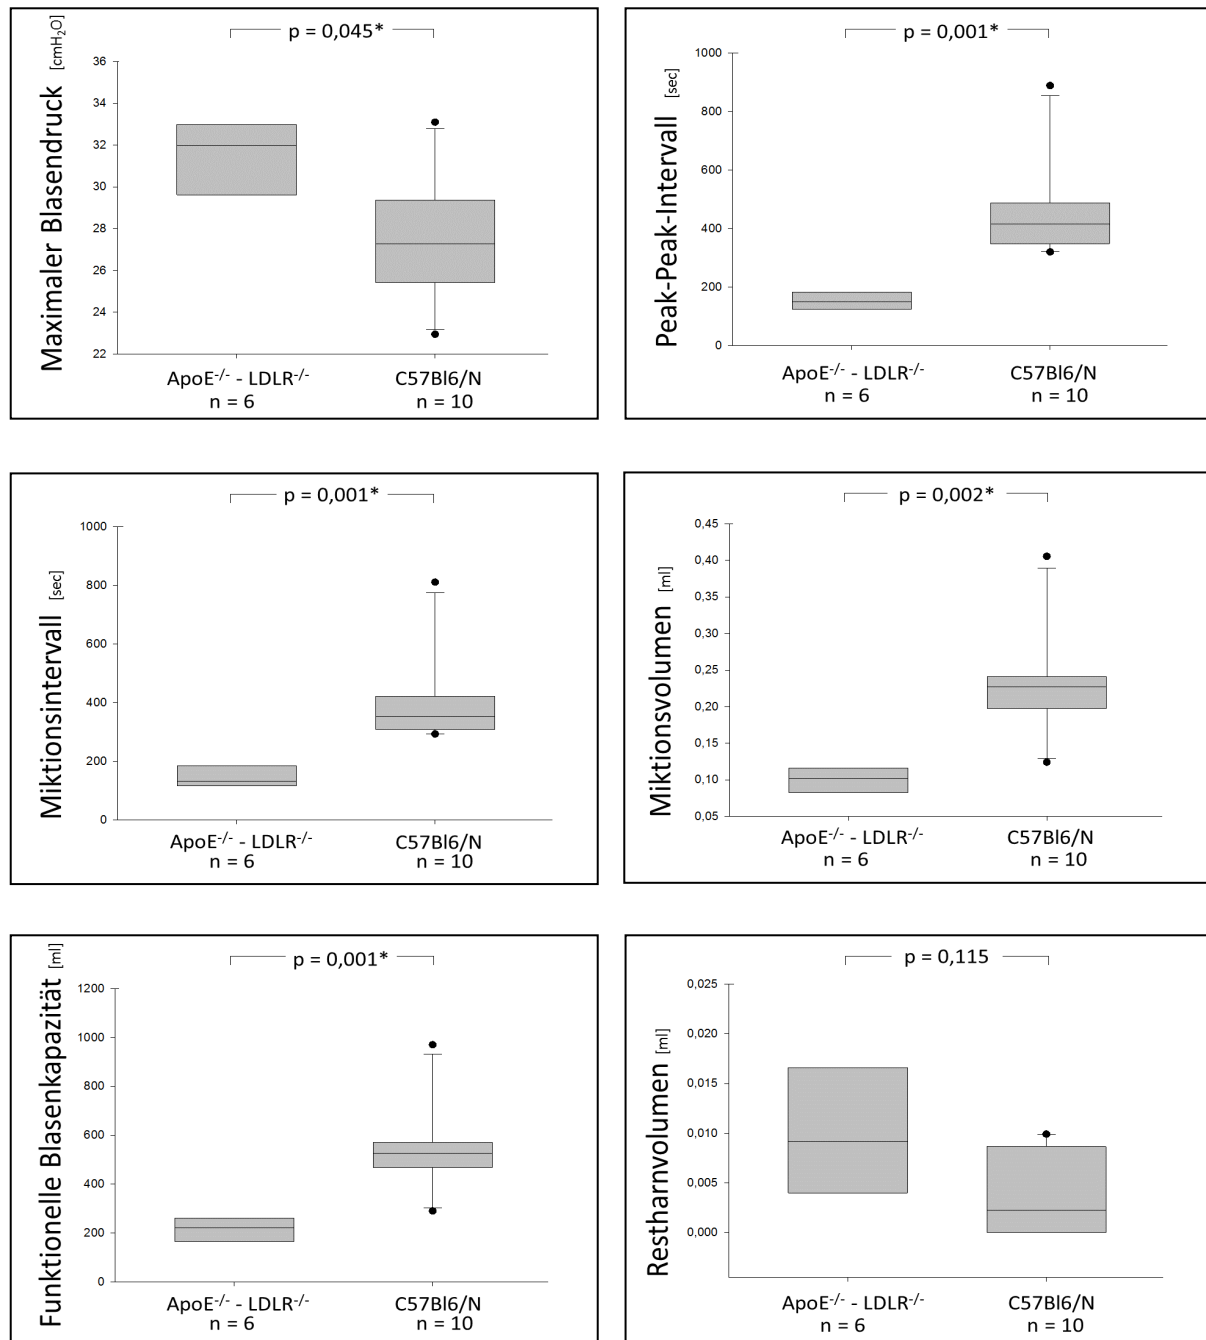 Maximaler Blasendruck [cmH₂O]
p = 0,045*
36
34
32
30
28
26
24
22
ApoE⁻/⁻ - LDLR⁻/⁻
n = 6
C57Bl6/N
n = 10
Peak-Peak-Intervall [sec]
p = 0,001*
1000
800
600
400
200
0
ApoE⁻/⁻ - LDLR⁻/⁻
n = 6
C57Bl6/N
n = 10
Miktionsintervall [sec]
p = 0,001*
1000
800
600
400
200
0
ApoE⁻/⁻ - LDLR⁻/⁻
n = 6
C57Bl6/N
n = 10
Miktionsvolumen [ml]
p = 0,002*
0,45
0,40
0,35
0,30
0,25
0,20
0,15
0,10
0,05
ApoE⁻/⁻ - LDLR⁻/⁻
n = 6
C57Bl6/N
n = 10
Funktionelle Blasenkapazität [ml]
p = 0,001*
1200
1000
800
600
400
200
0
ApoE⁻/⁻ - LDLR⁻/⁻
n = 6
C57Bl6/N
n = 10
Restharnvolumen [ml]
p = 0,115
0,025
0,020
0,015
0,010
0,005
0,000
ApoE⁻/⁻ - LDLR⁻/⁻
n = 6
C57Bl6/N
n = 10